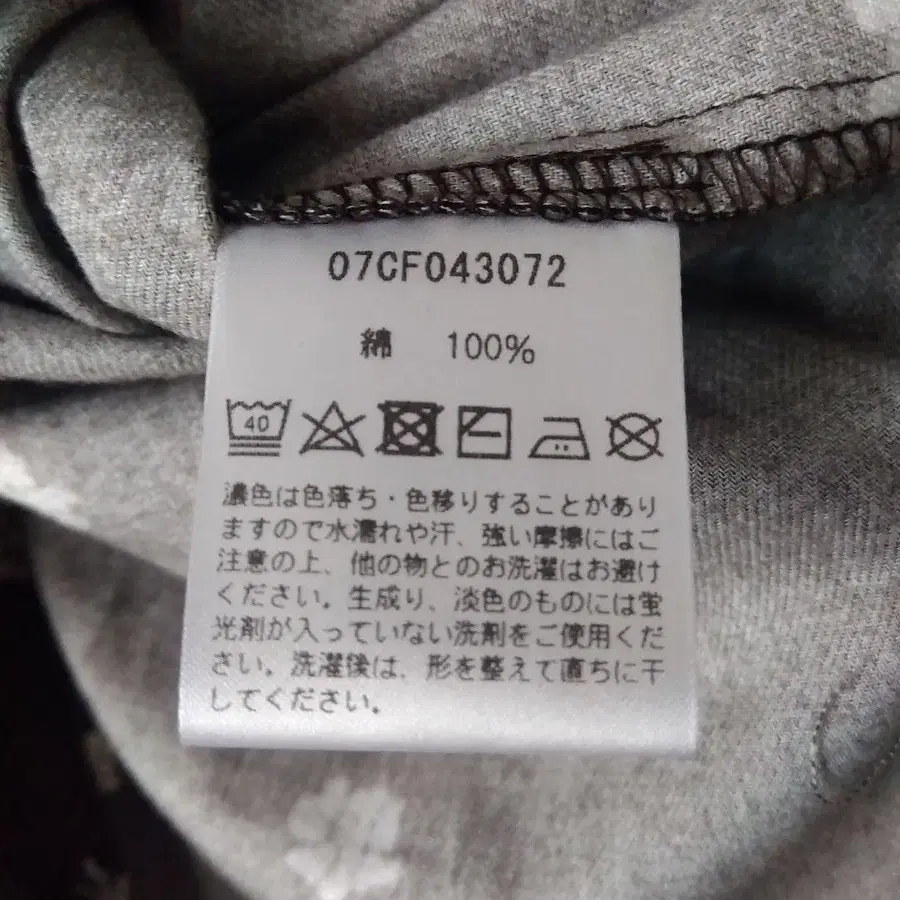 07CF043072
綿 100%
40
濃色は色落ち・色移りすることがあり
ますので水濡れや汗、強い摩擦にはご
注意の上、他の物とのお洗濯はお避け
ください。生成り、淡色のものには蛍
光剤が入っていない洗剤をご使用くだ
さい。洗濯後は、形を整えて直ちに干
してください。